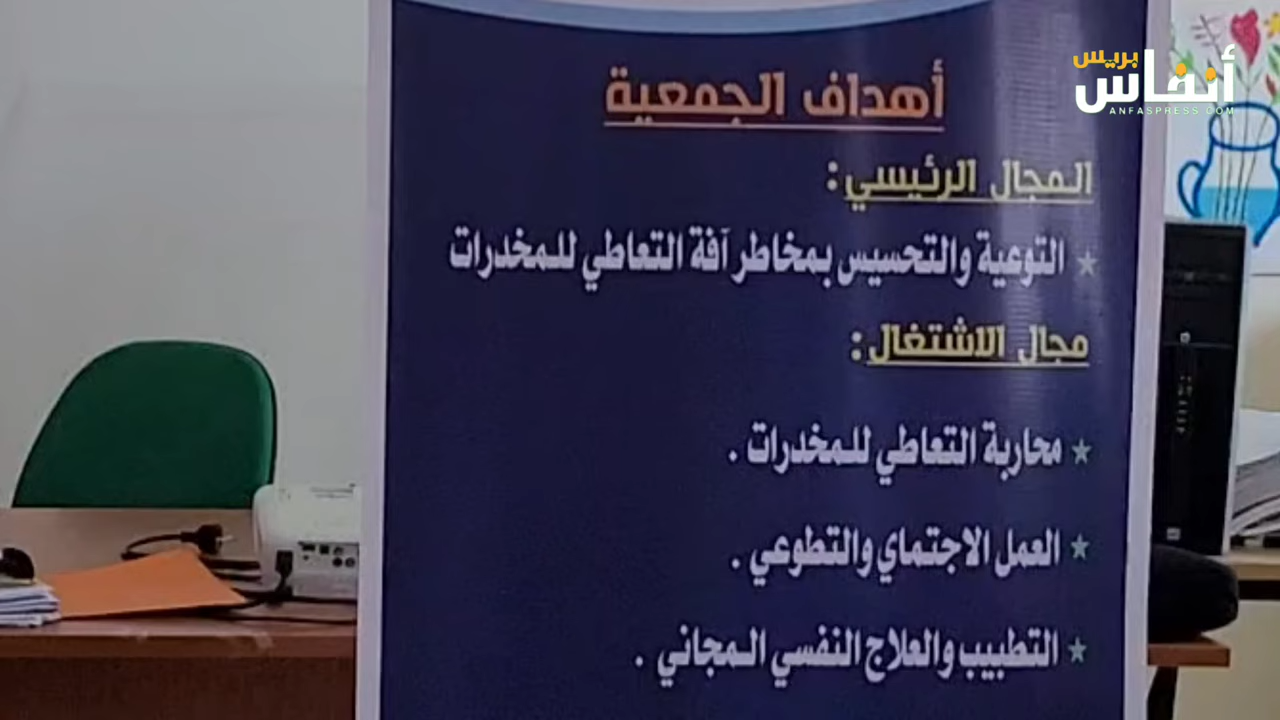 بريس
أنفاس
ANFASPRESS.COM
أهداف الجمعية
المجال الرئيسي :
★ التوعية والتحسيس بمخاطر آفة التعاطي للمخدرات
مجال الاشتغال :
★ محاربة التعاطي للمخدرات .
★ العمل الاجتماي والتطوعي .
★ التطبيب والعلاج النفسي المجاني .